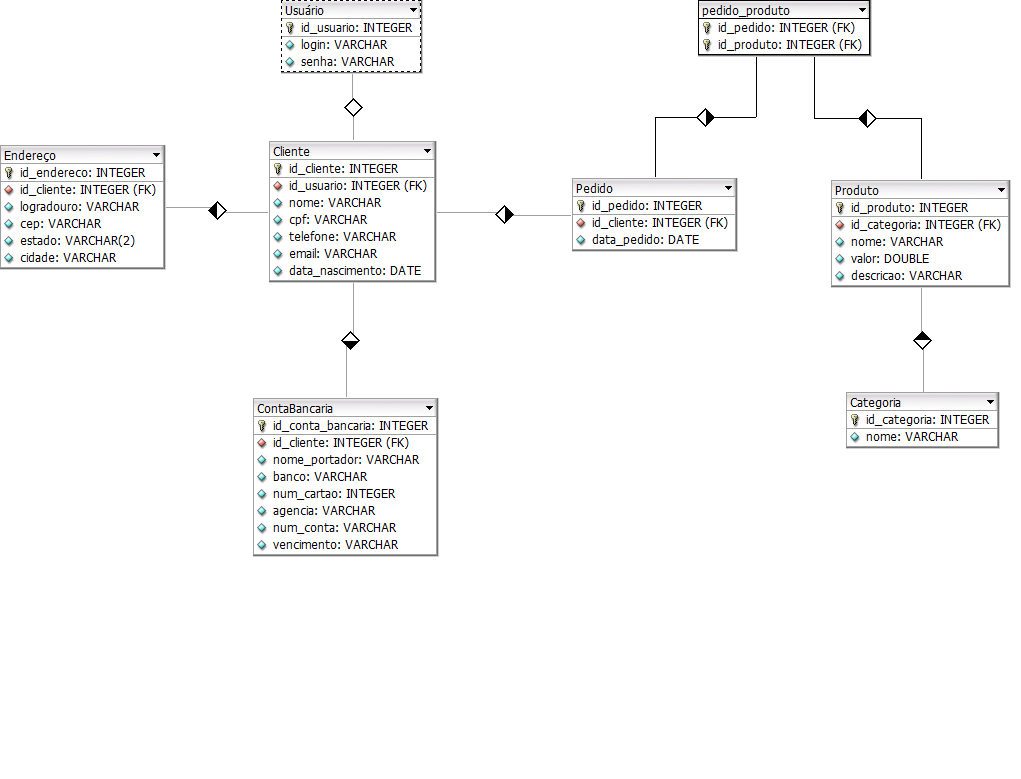 Usuário
id_usuario: INTEGER
login: VARCHAR
senha: VARCHAR
pedido_produto
id_pedido: INTEGER (FK)
id_produto: INTEGER (FK)
Endereço
id_endereco: INTEGER
id_cliente: INTEGER (FK)
logradouro: VARCHAR
cep: VARCHAR
estado: VARCHAR(2)
cidade: VARCHAR
Cliente
id_cliente: INTEGER
id_usuario: INTEGER (FK)
nome: VARCHAR
cpf: VARCHAR
telefone: VARCHAR
email: VARCHAR
data_nascimento: DATE
Pedido
id_pedido: INTEGER
id_cliente: INTEGER (FK)
data_pedido: DATE
Produto
id_produto: INTEGER
id_categoria: INTEGER (FK)
nome: VARCHAR
valor: DOUBLE
descricao: VARCHAR
ContaBancaria
id_conta_bancaria: INTEGER
id_cliente: INTEGER (FK)
nome_portador: VARCHAR
banco: VARCHAR
num_cartao: INTEGER
agencia: VARCHAR
num_conta: VARCHAR
vencimento: VARCHAR
Categoria
id_categoria: INTEGER
nome: VARCHAR